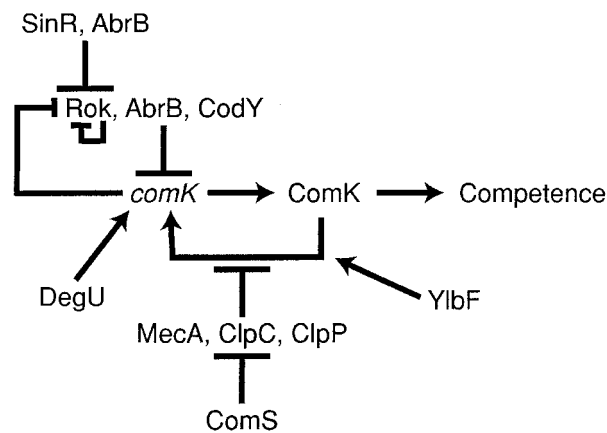 SinR, AbrB
Rok, AbrB, CodY
comK ComK Competence
DegU YlbF
MecA, ClpC, ClpP
ComS